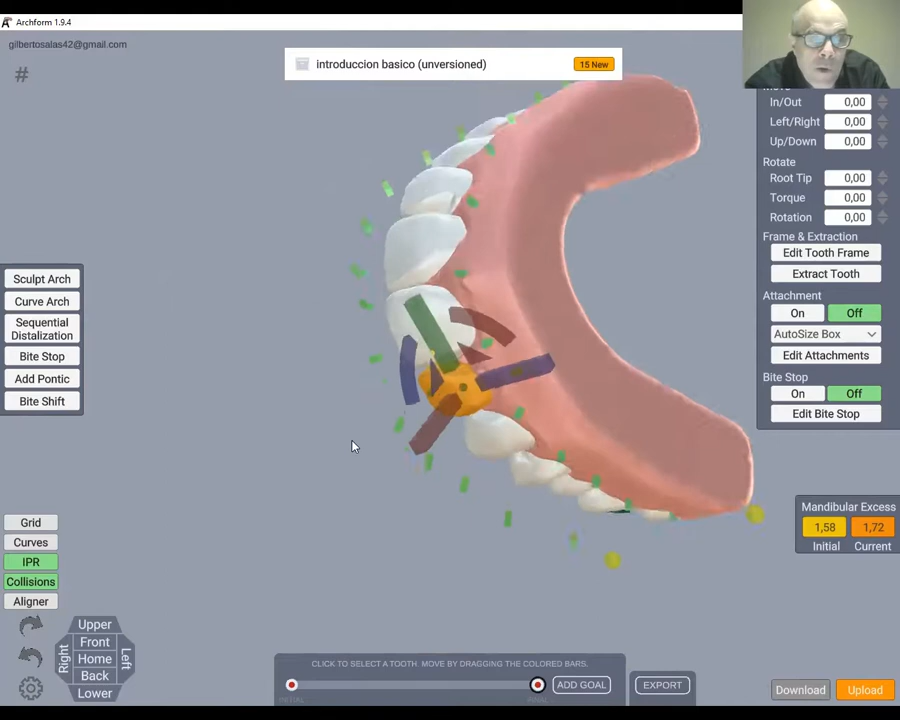 Archform 1.9.4
gilbertosalas42@gmail.com
#
introduccion basico (unversioned)
15 New
In/Out 0,00
Left/Right 0,00
Up/Down 0,00
Rotate
Root Tip 0,00
Torque 0,00
Rotation 0,00
Frame & Extraction
Edit Tooth Frame
Extract Tooth
Attachment
On Off
AutoSize Box
Edit Attachments
Bite Stop
On Off
Edit Bite Stop
Sculpt Arch
Curve Arch
Sequential
Distalization
Bite Stop
Add Pontic
Bite Shift
Mandibular Excess
1,58 1,72
Initial Current
Grid
Curves
IPR
Collisions
Aligner
Upper
Front
Right Home Left
Back
Lower
CLICK TO SELECT A TOOTH. MOVE BY DRAGGING THE COLORED BARS.
ADD GOAL
INITIAL FINAL
EXPORT
Download
Upload